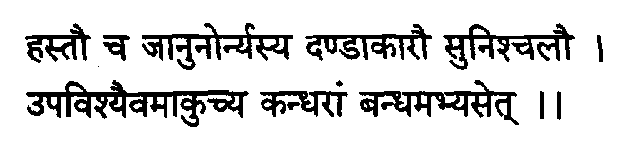 हस्तौ च जानुनोर्न्यस्य दण्डाकारौ सुनिश्चलौ ।
उपविश्यैवमाकुच्य कन्धरां बन्धमभ्यसेत् ।।